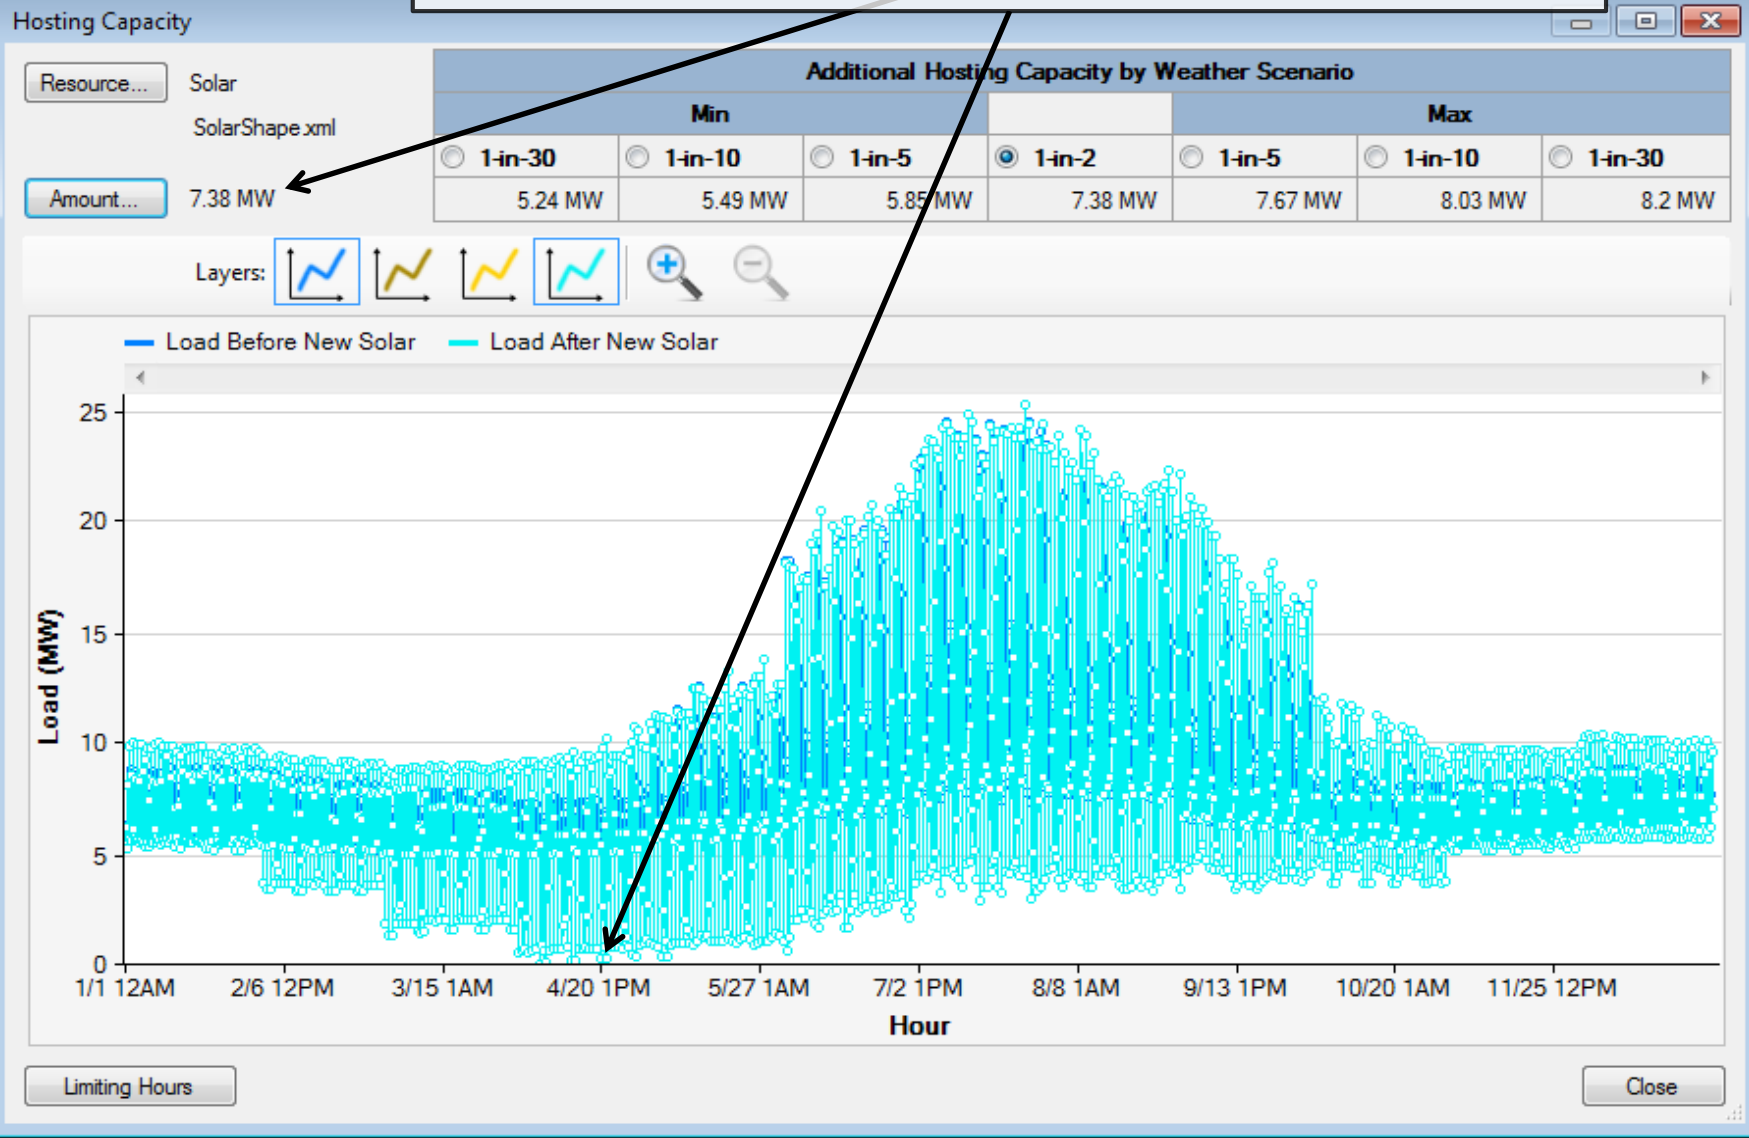 Hosting Capacity
Resource...
Solar
SolarShape.xml
Amount...
7.38 MW
Additional Hosting Capacity by Weather Scenario
Min
Max
1-in-30
1-in-10
1-in-5
1-in-2
1-in-5
1-in-10
1-in-30
5.24 MW
5.49 MW
5.85 MW
7.38 MW
7.67 MW
8.03 MW
8.2 MW
Layers:
Load Before New Solar
Load After New Solar
25
20
15
10
5
0
Load (MW)
1/1 12AM
2/6 12PM
3/15 1AM
4/20 1PM
5/27 1AM
7/2 1PM
8/8 1AM
9/13 1PM
10/20 1AM
11/25 12PM
Hour
Limiting Hours
Close